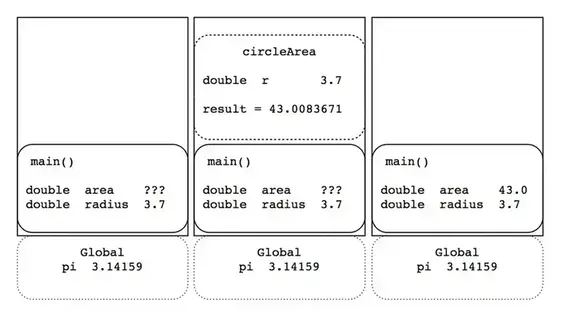 main()
double area ???
double radius 3.7
Global
pi 3.14159
circleArea
double r 3.7
result = 43.0083671
main()
double area ???
double radius 3.7
Global
pi 3.14159
main()
double area 43.0
double radius 3.7
Global
pi 3.14159